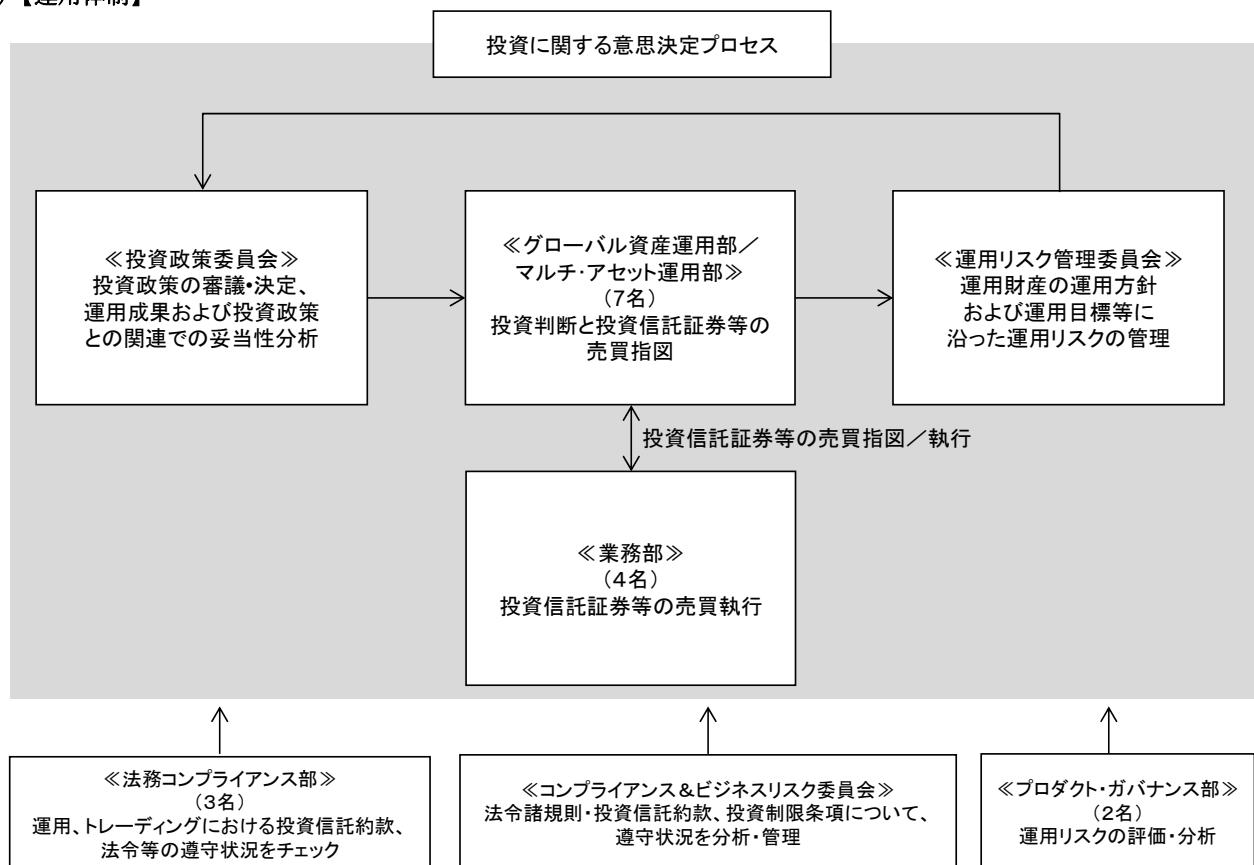 【運用体制】
投資に関する意思決定プロセス
≪投資政策委員会≫
投資政策の審議・決定、
運用成果および投資政策
との関連での妥当性分析
≪グローバル資産運用部／
マルチ・アセット運用部≫
（7名）
投資判断と投資信託証券等の
売買指図
≪運用リスク管理委員会≫
運用財産の運用方針
および運用目標等に
沿った運用リスクの管理
投資信託証券等の売買指図／執行
≪業務部≫
（4名）
投資信託証券等の売買執行
≪法務コンプライアンス部≫
（3名）
運用、トレーディングにおける投資信託約款、
法令等の遵守状況をチェック
≪コンプライアンス＆ビジネスリスク委員会≫
法令諸規則・投資信託約款、投資制限条項について、
遵守状況を分析・管理
≪プロダクト・ガバナンス部≫
（2名）
運用リスクの評価・分析